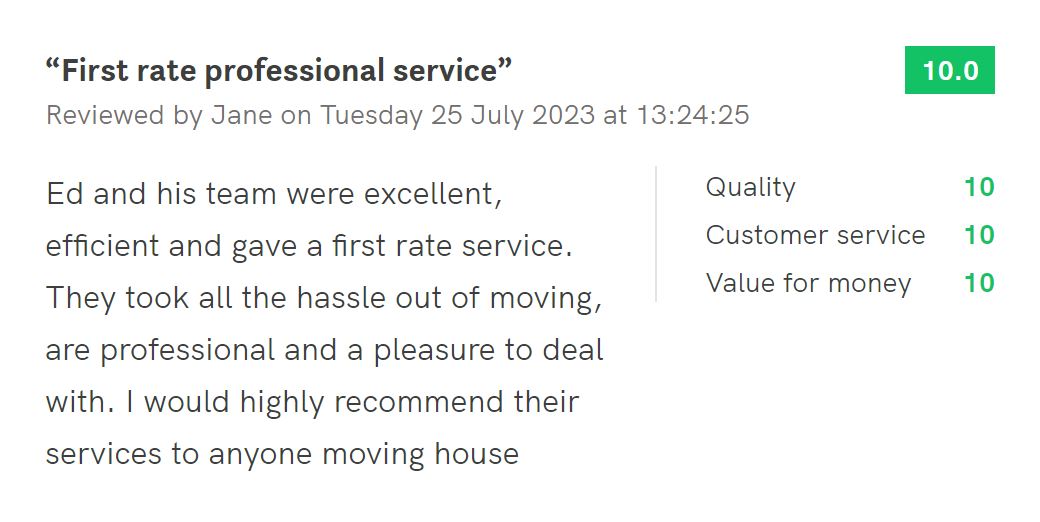 “First rate professional service”
10.0
Reviewed by Jane on Tuesday 25 July 2023 at 13:24:25
Ed and his team were excellent,
efficient and gave a first rate service.
They took all the hassle out of moving,
are professional and a pleasure to deal
with. I would highly recommend their
services to anyone moving house
Quality 10
Customer service 10
Value for money 10